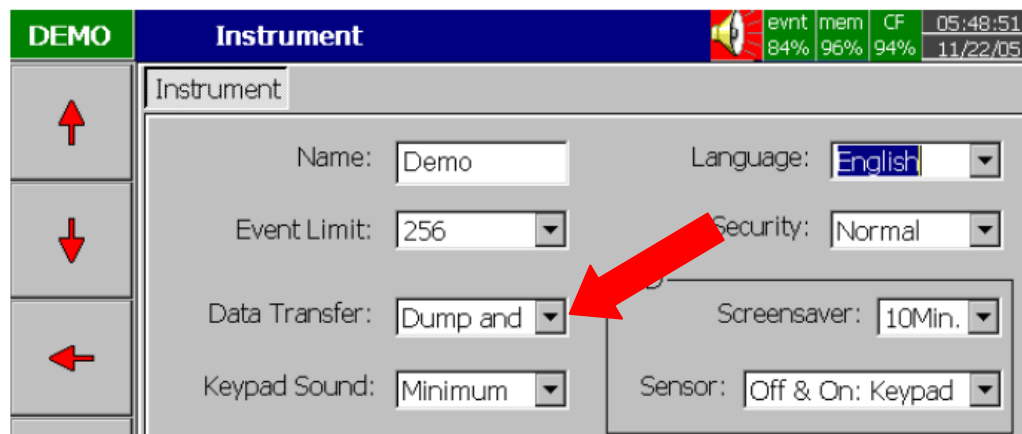 DEMO Instrument evnt mem CF 05:48:51
84% 96% 94% 11/22/05
Instrument
Name: Demo Language: English
Event Limit: 256 Security: Normal
Data Transfer: Dump and Screensaver: 10Min.
Keypad Sound: Minimum Sensor: Off & On: Keypad